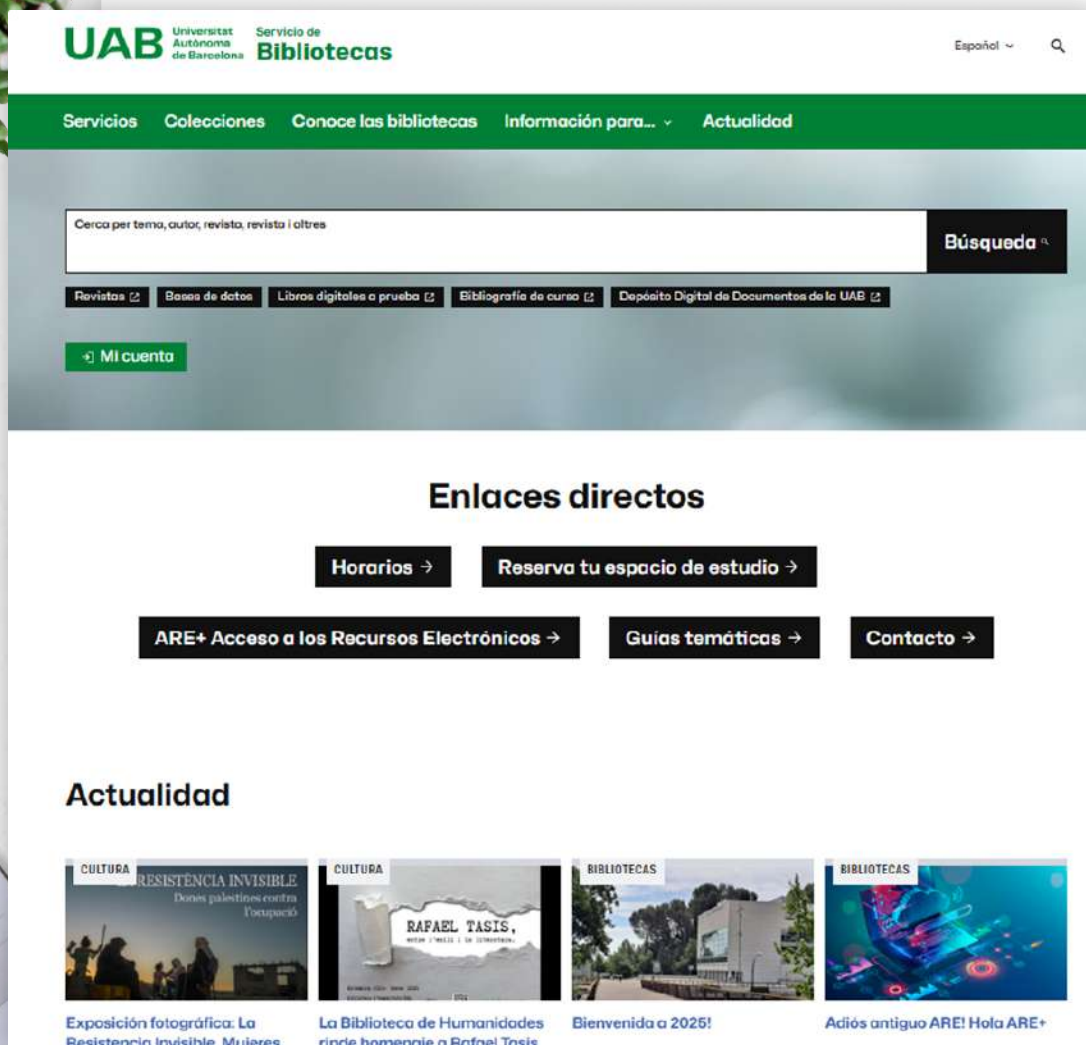 UAB Universitat Autònoma de Barcelona Servicio de Bibliotecas
Español
Servicios Colecciones Conoce las bibliotecas Información para... Actualidad
Cerca per tema, autor, revista, revista i altres
Búsqueda
Revistas Bases de datos Libros digitales a prueba Bibliografía de curso Depósito Digital de Documentos de la UAB
Mi cuenta
Enlaces directos
Horarios → Reserva tu espacio de estudio →
ARE+ Acceso a los Recursos Electrónicos → Guías temáticas → Contacto →
Actualidad
CULTURA
RESISTÈNCIA INVISIBLE
Dones palestines contra
l'ocupació
CULTURA
RAFAEL TASIS,
entre l'exili i la literatura.
BIBLIOTECAS
BIBLIOTECAS
Exposición fotográfica: La
Resistencia Invisible. Mujeres
La Biblioteca de Humanidades
rinde homenaje a Rafael Tasis
Bienvenida a 2025!
Adiós antiguo ARE! Hola ARE+